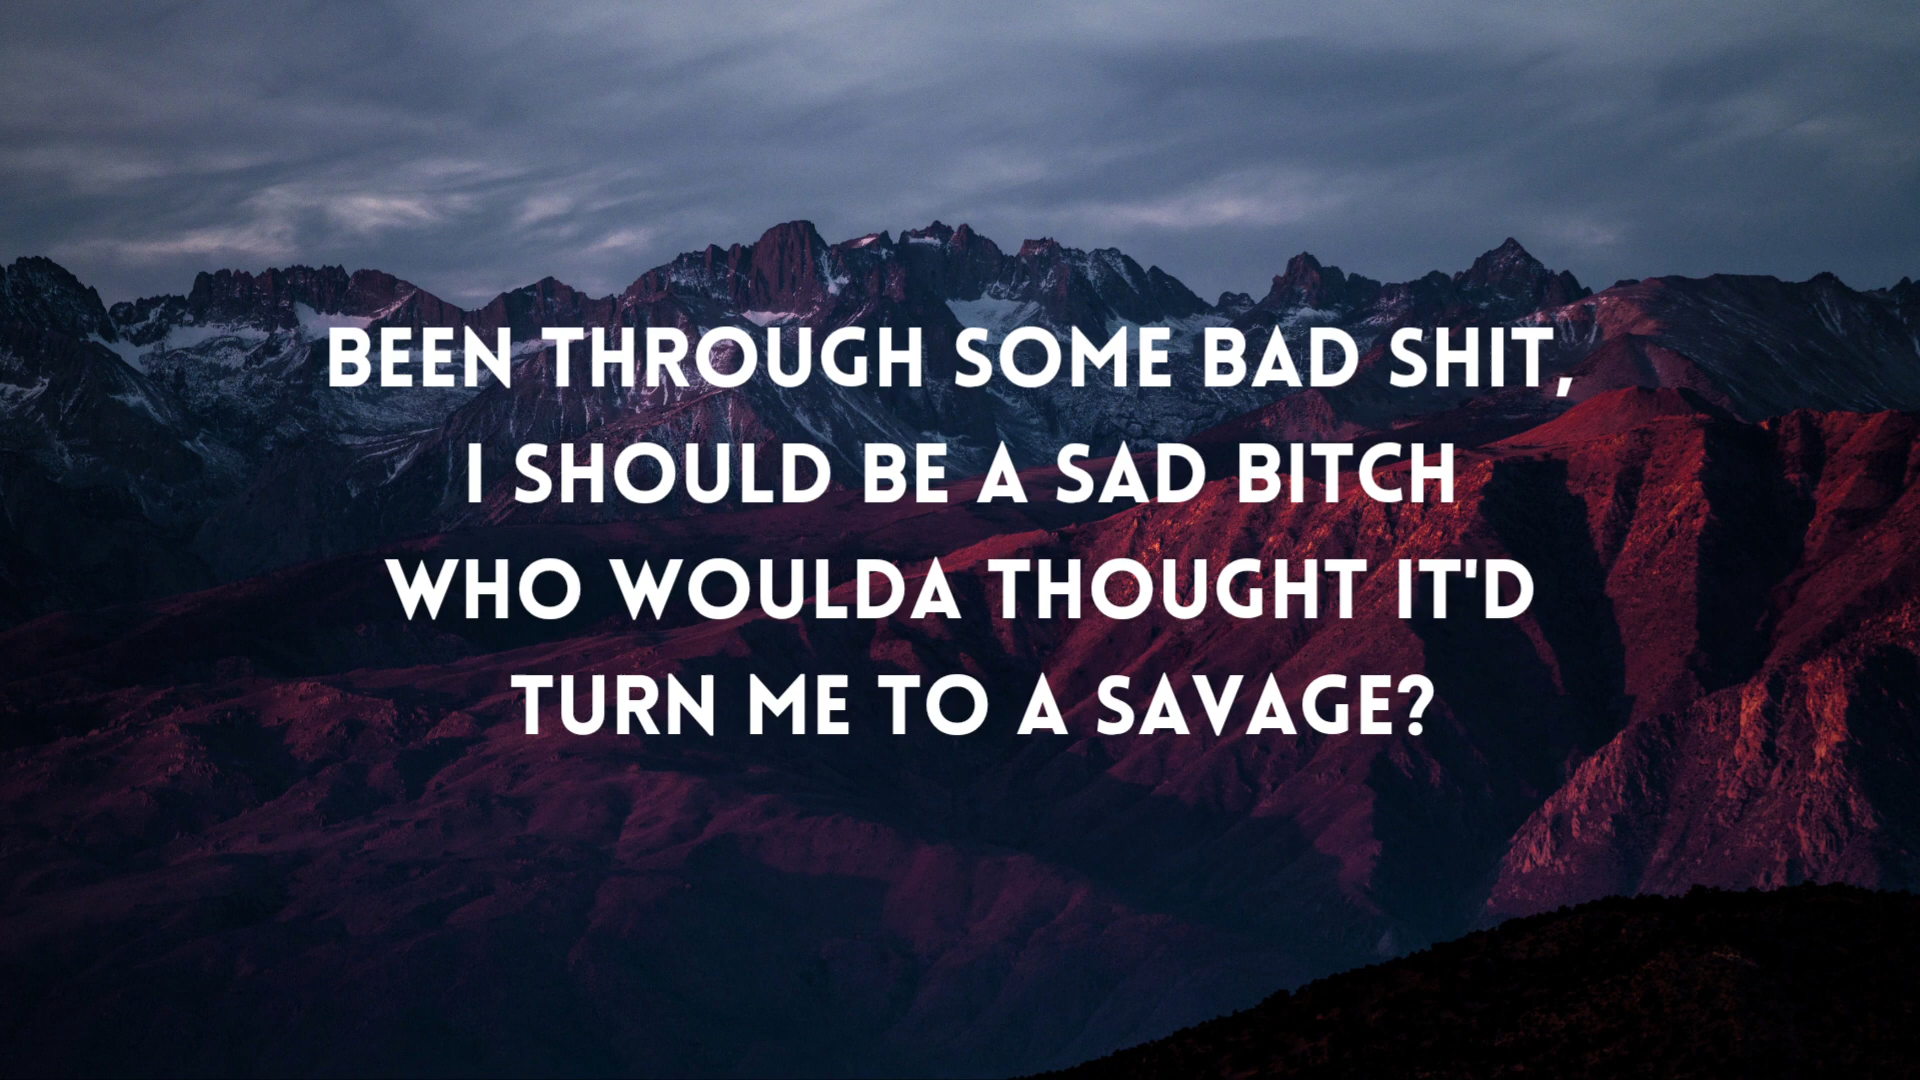 BEEN THROUGH SOME BAD SHIT,
I SHOULD BE A SAD BITCH
WHO WOULDA THOUGHT IT'D
TURN ME TO A SAVAGE?